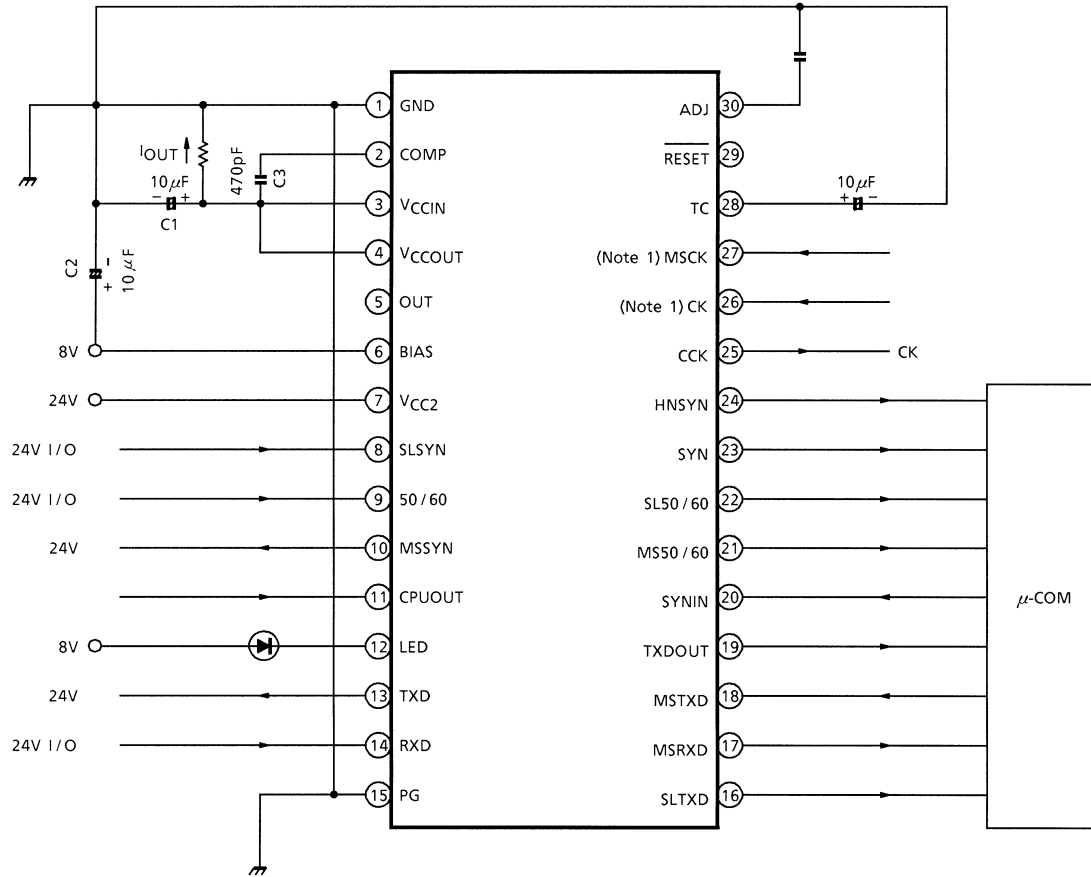 1 GND
2 COMP
3 VCCIN
4 VCCOUT
5 OUT
6 BIAS
7 VCC2
8 SLSYN
9 50/60
10 MSSYN
11 CPUOUT
12 LED
13 TXD
14 RXD
15 PG
IOUT
10μF
- +
C1
470pF
C3
C2
- +
10μF
8V
24V
24V I/O
24V I/O
24V
8V
24V
24V I/O
ADJ 30
RESET 29
TC 28
(Note 1) MSCK 27
(Note 1) CK 26
CCK 25
HNSYN 24
SYN 23
SL50/60 22
MS50/60 21
SYNIN 20
TXDOUT 19
MSTXD 18
MSRXD 17
SLTXD 16
10μF
+ -
CK
μ-COM